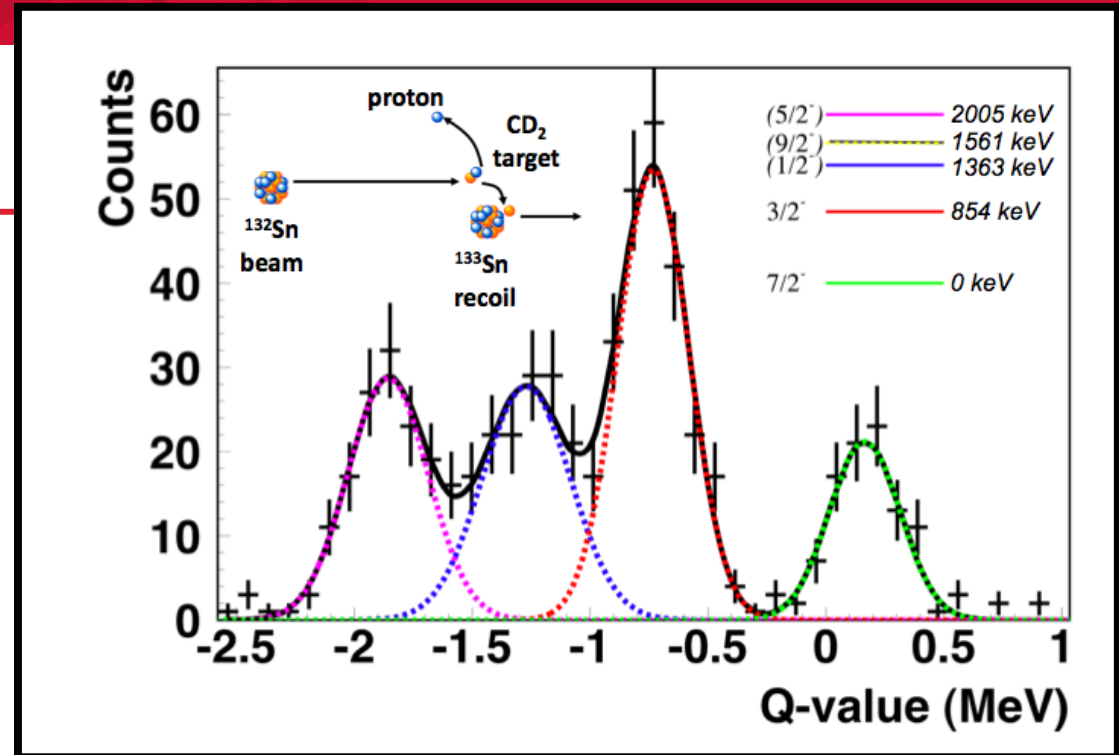 Counts
60
50
40
30
20
10
0
-2.5 -2 -1.5 -1 -0.5 0 0.5 1
Q-value (MeV)
proton
CD₂
target
¹³²Sn
beam
¹³³Sn
recoil
(5/2⁻) 2005 keV
(9/2⁻) 1561 keV
(1/2⁻) 1363 keV
3/2⁻ 854 keV
7/2⁻ 0 keV